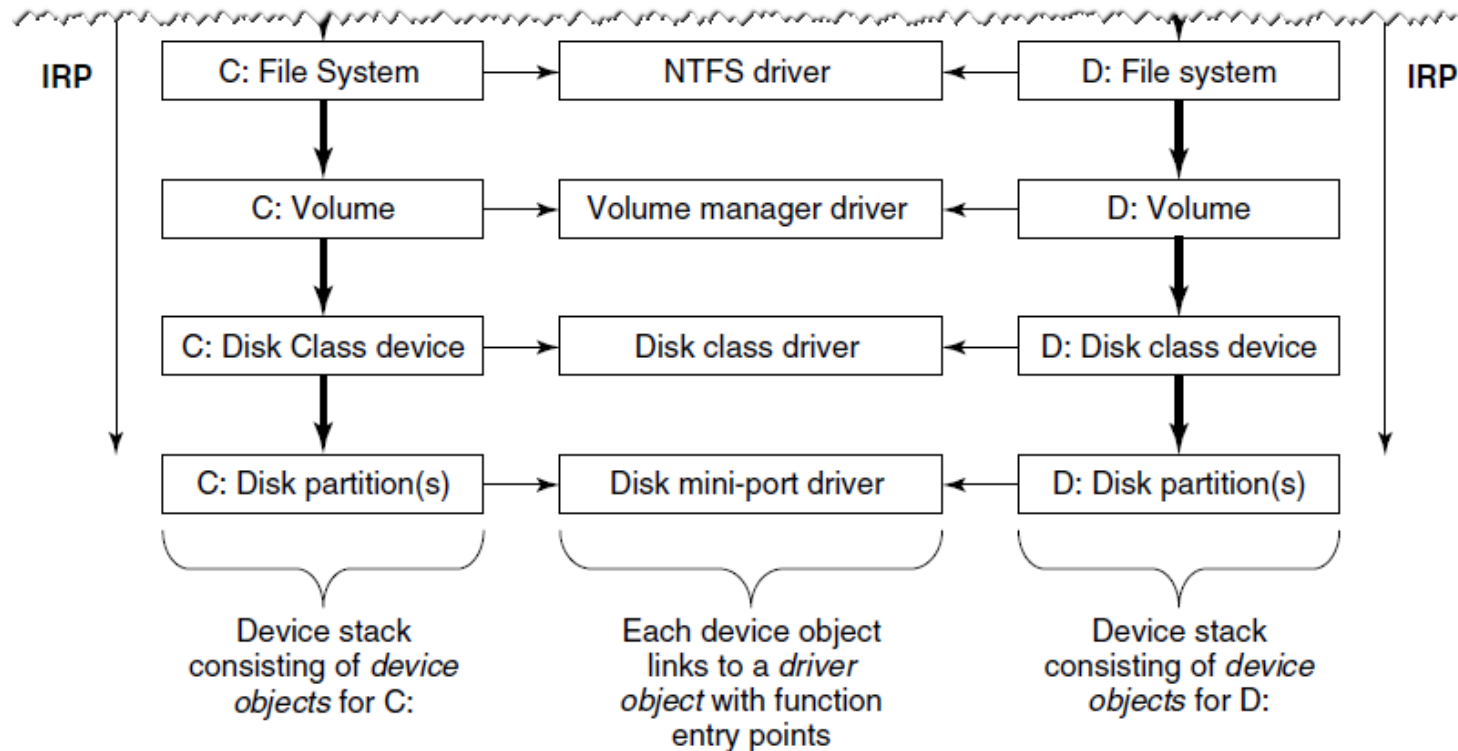 IRP
C: File System
NTFS driver
D: File system
IRP
C: Volume
Volume manager driver
D: Volume
C: Disk Class device
Disk class driver
D: Disk class device
C: Disk partition(s)
Disk mini-port driver
D: Disk partition(s)
Device stack
consisting of device
objects for C:
Each device object
links to a driver
object with function
entry points
Device stack
consisting of device
objects for D: